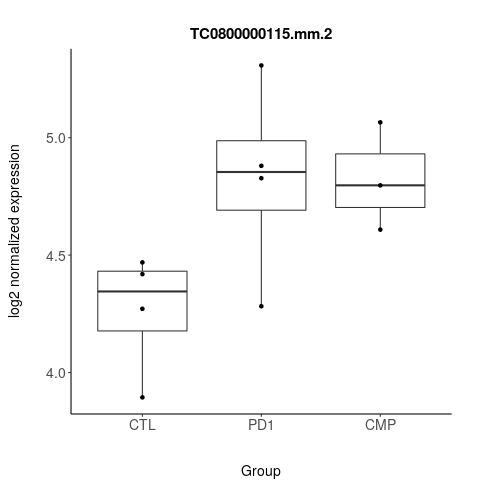 TC0800000115.mm.2
log2 normalized expression
5.0
4.5
4.0
CTL PD1 CMP
Group